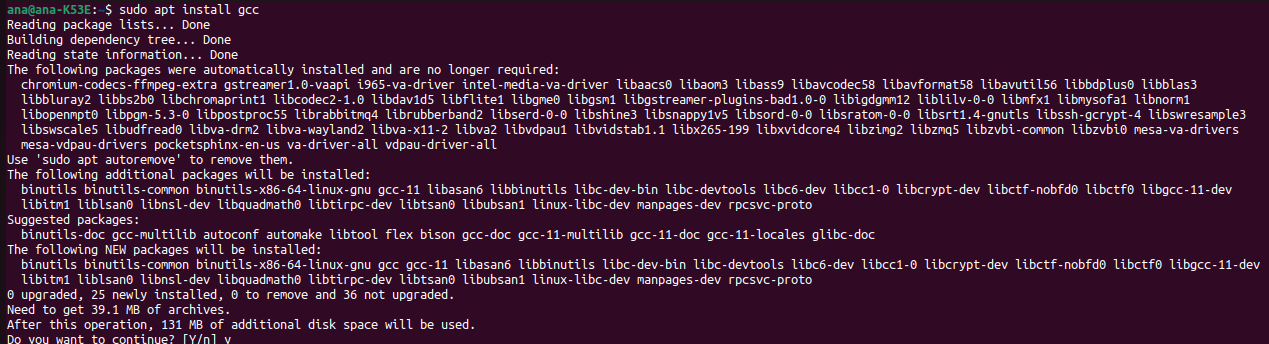 ana@ana-K53E:~$ sudo apt install gcc
Reading package lists... Done
Building dependency tree... Done
Reading state information... Done
The following packages were automatically installed and are no longer required:
  chromium-codecs-ffmpeg-extra gstreamer1.0-vaapi i965-va-driver intel-media-va-driver libaacs0 libaom3 libass9 libavcodec58 libavformat58 libavutil56 libbdplus0 libblas3
  libbluray2 libbs2b0 libchromaprint1 libcodec2-1.0 libdav1d5 libflite1 libgme0 libgsm1 libgstreamer-plugins-bad1.0-0 libigdgmm12 liblilv-0-0 libmfx1 libmysofa1 libnorm1
  libopenmpt0 libpgm-5.3-0 libpostproc55 librabbitmq4 librubberband2 libserd-0-0 libshine3 libsnappy1v5 libsord-0-0 libsratom-0-0 libsrt1.4-gnutls libssh-gcrypt-4 libswresample3
  libswscale5 libudfread0 libva-drm2 libva-wayland2 libva-x11-2 libva2 libvdpau1 libvidstab1.1 libx265-199 libxvidcore4 libzimg2 libzmq5 libzvbi-common libzvbi0 mesa-va-drivers
  mesa-vdpau-drivers pocketsphinx-en-us va-driver-all vdpau-driver-all
Use 'sudo apt autoremove' to remove them.
The following additional packages will be installed:
  binutils binutils-common binutils-x86-64-linux-gnu gcc-11 libasan6 libbinutils libc-dev-bin libc-devtools libc6-dev libcc1-0 libcrypt-dev libctf-nobfd0 libctf0 libgcc-11-dev
  libitm1 liblsan0 libnsl-dev libquadmath0 libtirpc-dev libtsan0 libubsan1 linux-libc-dev manpages-dev rpcsvc-proto
Suggested packages:
  binutils-doc gcc-multilib autoconf automake libtool flex bison gcc-doc gcc-11-multilib gcc-11-doc gcc-11-locales glibc-doc
The following NEW packages will be installed:
  binutils binutils-common binutils-x86-64-linux-gnu gcc gcc-11 libasan6 libbinutils libc-dev-bin libc-devtools libc6-dev libcc1-0 libcrypt-dev libctf-nobfd0 libctf0 libgcc-11-dev
  libitm1 liblsan0 libnsl-dev libquadmath0 libtirpc-dev libtsan0 libubsan1 linux-libc-dev manpages-dev rpcsvc-proto
0 upgraded, 25 newly installed, 0 to remove and 36 not upgraded.
Need to get 39.1 MB of archives.
After this operation, 131 MB of additional disk space will be used.
Do you want to continue? [Y/n] y